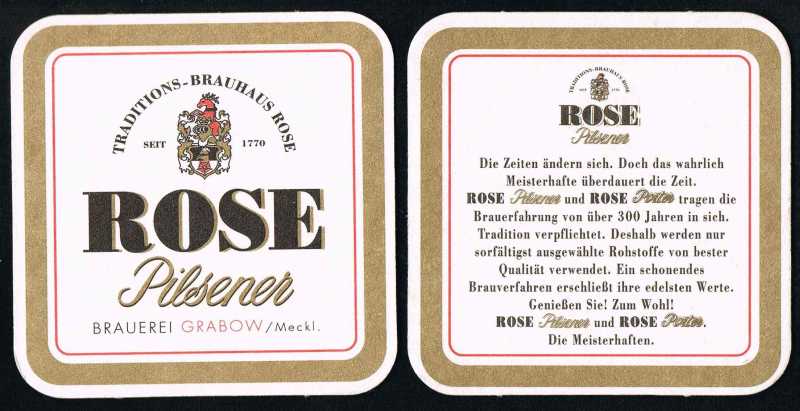 TRADITIONS-BRAUHAUS ROSE
SEIT 1770
ROSE
Pilsener
BRAUEREI GRABOW/Meckl.
TRADITIONS-BRAUHAUS ROSE
SEIT 1770
ROSE
Pilsener
Die Zeiten ändern sich. Doch das wahrlich
Meisterhafte überdauert die Zeit.
ROSE Pilsener und ROSE Porter tragen die
Brauerfahrung von über 300 Jahren in sich.
Tradition verpflichtet. Deshalb werden nur
sorfältigst ausgewählte Rohstoffe von bester
Qualität verwendet. Ein schonendes
Brauverfahren erschließt ihre edelsten Werte.
Genießen Sie! Zum Wohl!
ROSE Pilsener und ROSE Porter.
Die Meisterhaften.